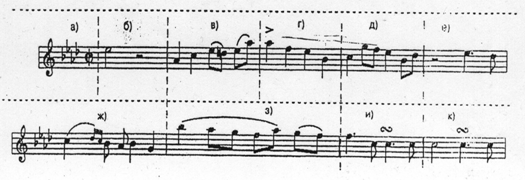 а) б) в) г) д) е)
ж) з) и) к)